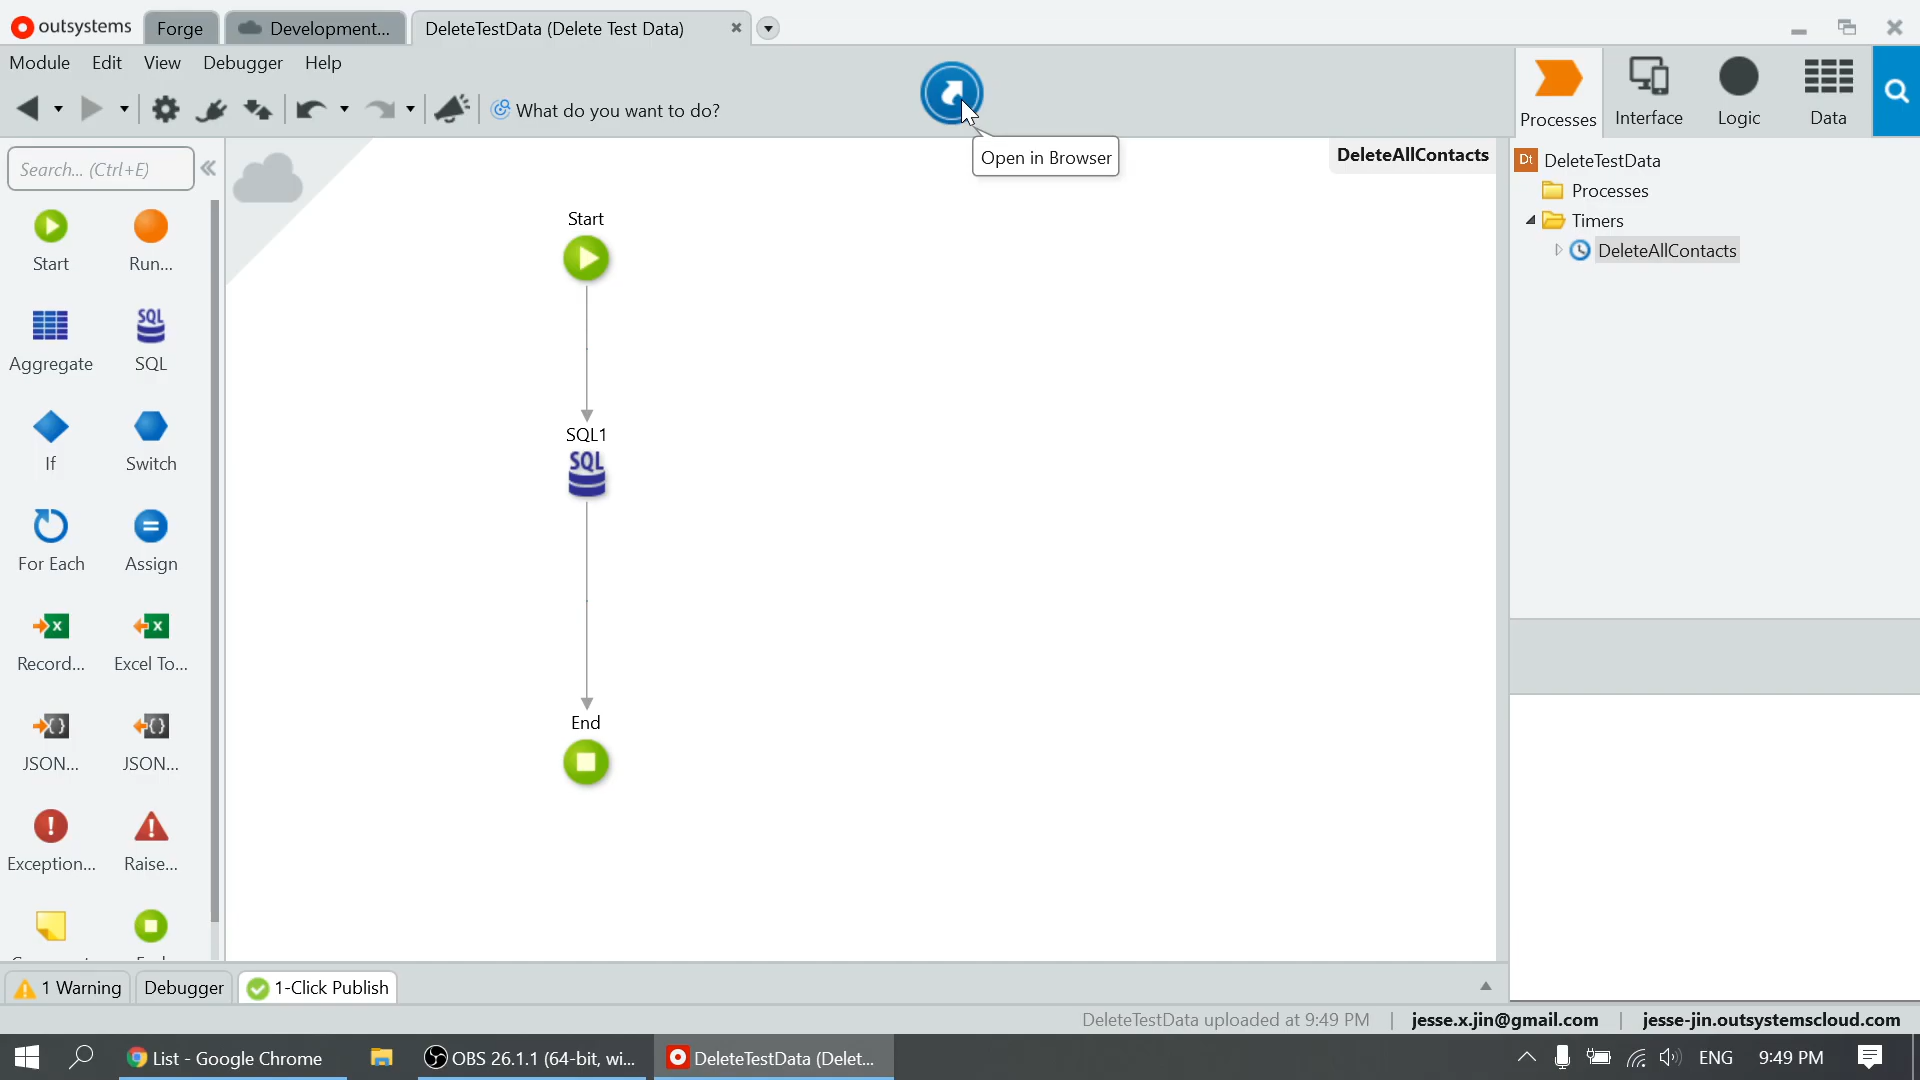 outsystems
Forge
Development...
DeleteTestData (Delete Test Data)
Module Edit View Debugger Help
What do you want to do?
Processes
Interface
Logic
Data
Open in Browser
Search... (Ctrl+E)
DeleteAllContacts
Dt DeleteTestData
Processes
Timers
DeleteAllContacts
Start
Run...
SQL
Aggregate
SQL
If
Switch
For Each
Assign
Record...
Excel To...
JSON...
JSON...
Exception...
Raise...
Start
SQL1
SQL
End
1 Warning
Debugger
1-Click Publish
DeleteTestData uploaded at 9:49 PM
jesse.x.jin@gmail.com
jesse-jin.outsystemscloud.com
List - Google Chrome
OBS 26.1.1 (64-bit, wi...
DeleteTestData (Delet...
ENG
9:49 PM